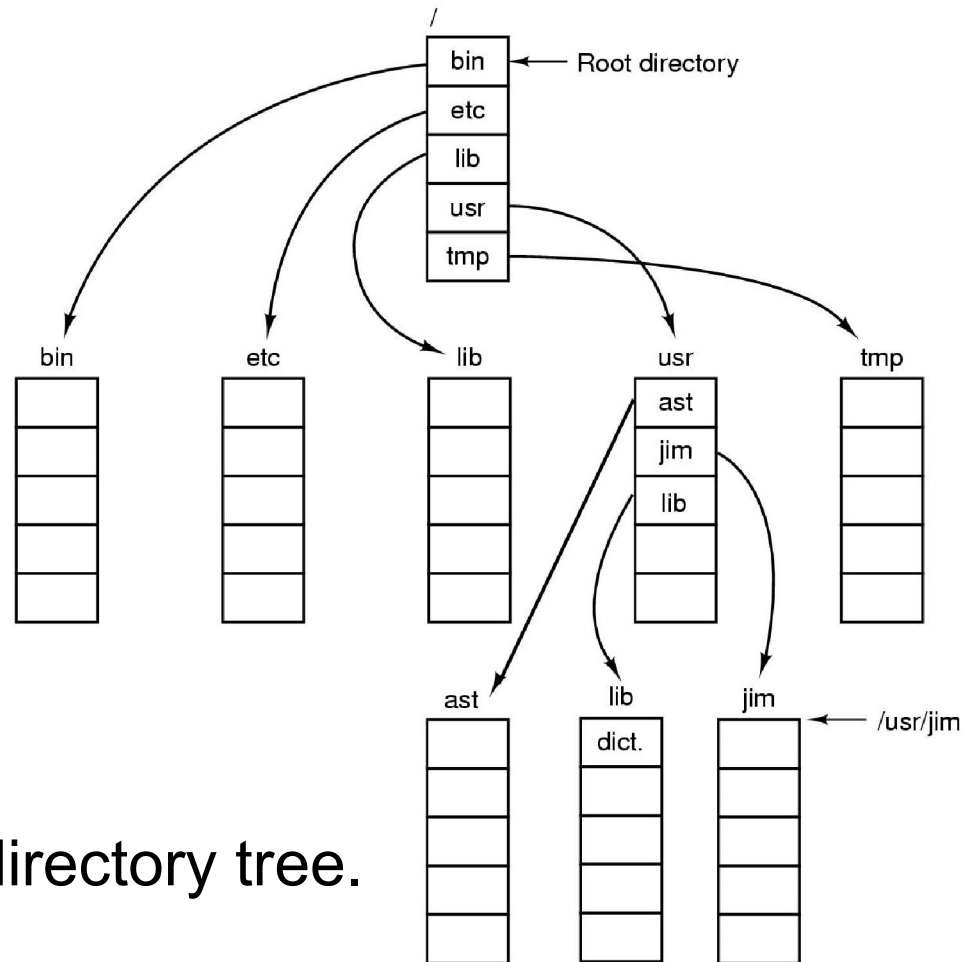 /
bin
Root directory
etc
lib
usr
tmp
bin
etc
lib
usr
tmp
ast
jim
lib
ast
lib
jim
/usr/jim
dict.
directory tree.